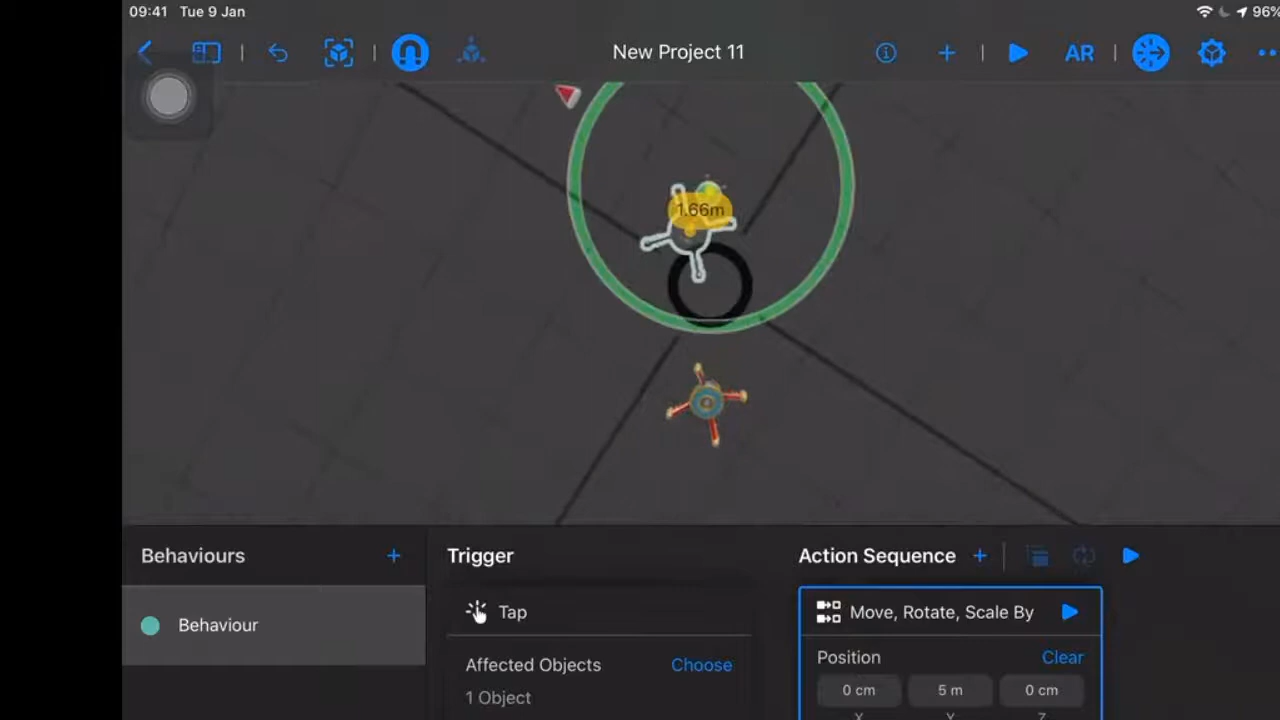 09:41 Tue 9 Jan
96%
New Project 11
AR
1.66m
Behaviours
Trigger
Action Sequence
Tap
Move, Rotate, Scale By
Behaviour
Position Clear
Affected Objects Choose
0 cm 5 m 0 cm
1 Object
X Y Z